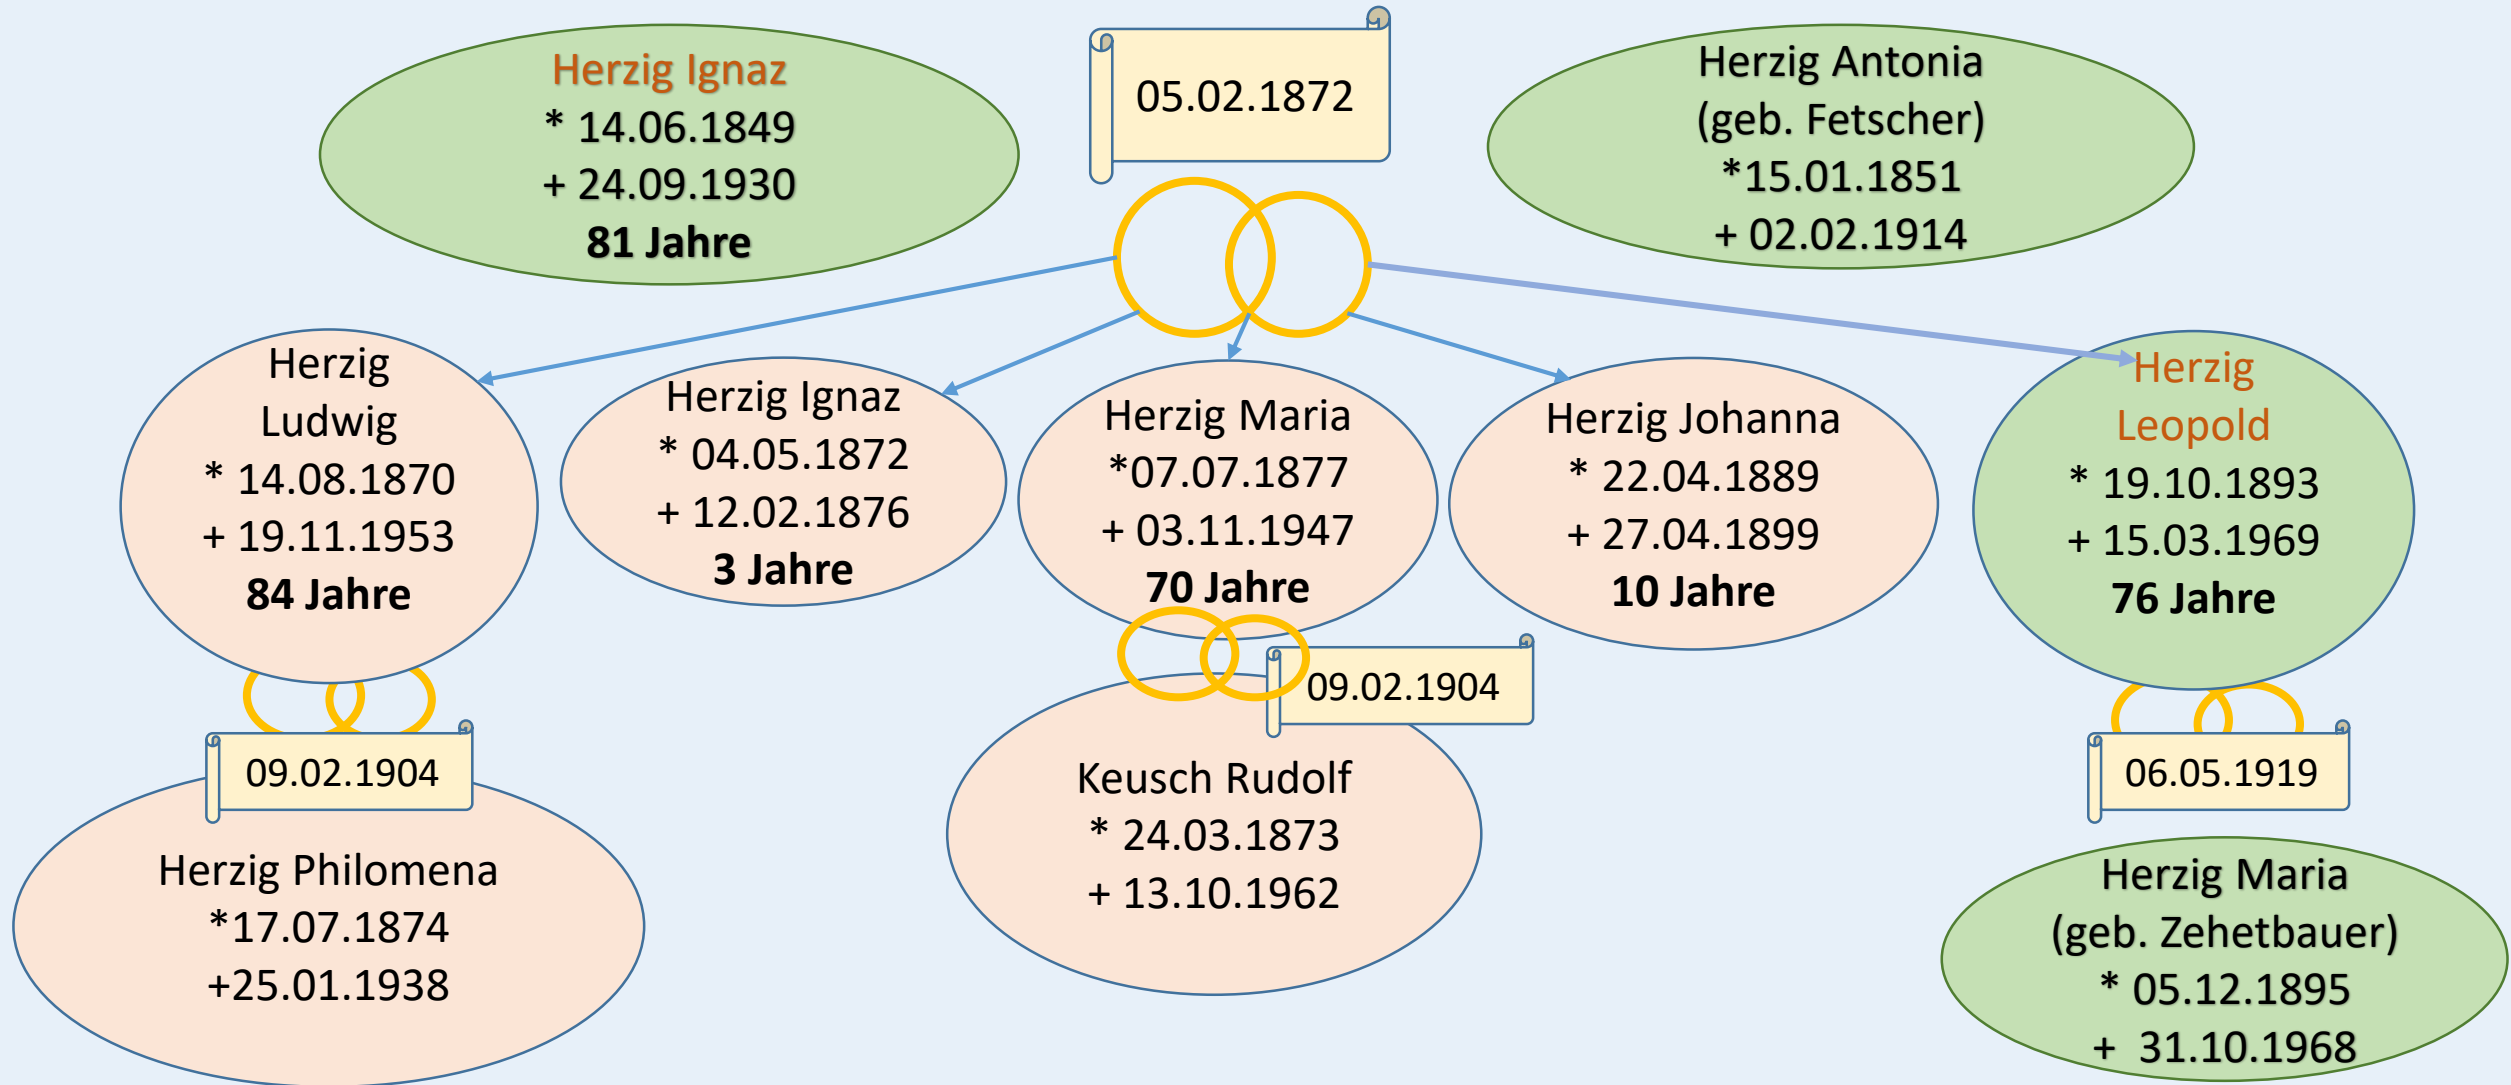 Herzig Ignaz
* 14.06.1849
+ 24.09.1930
81 Jahre
05.02.1872
Herzig Antonia
(geb. Fetscher)
*15.01.1851
+ 02.02.1914
Herzig
Ludwig
* 14.08.1870
+ 19.11.1953
84 Jahre
Herzig Ignaz
* 04.05.1872
+ 12.02.1876
3 Jahre
Herzig Maria
*07.07.1877
+ 03.11.1947
70 Jahre
Herzig Johanna
* 22.04.1889
+ 27.04.1899
10 Jahre
Herzig
Leopold
* 19.10.1893
+ 15.03.1969
76 Jahre
09.02.1904
Herzig Philomena
*17.07.1874
+25.01.1938
09.02.1904
Keusch Rudolf
* 24.03.1873
+ 13.10.1962
06.05.1919
Herzig Maria
(geb. Zehetbauer)
* 05.12.1895
+ 31.10.1968